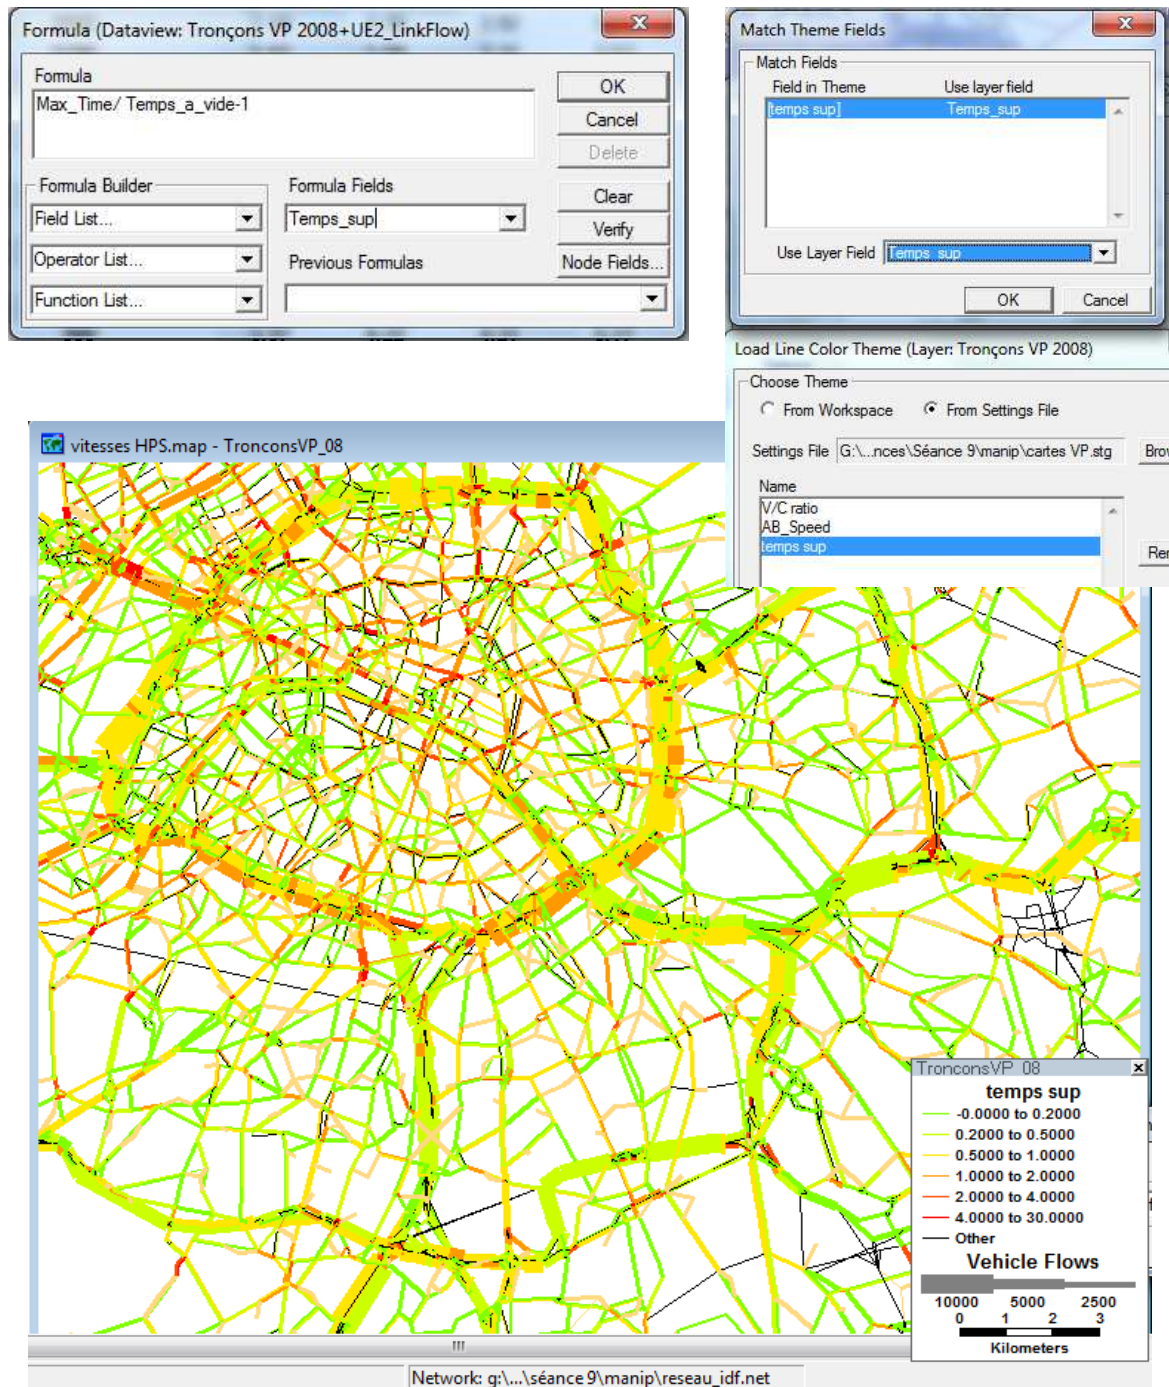 Formula (Dataview: Tronçons VP 2008+UE2_LinkFlow)
Formula
Max_Time/ Temps_a_vide-1
OK
Cancel
Delete
Formula Builder
Formula Fields
Clear
Field List...
Temps_sup
Verify
Operator List...
Previous Formulas
Node Fields...
Function List...
Match Theme Fields
Match Fields
Field in Theme
Use layer field
[temps sup]
Temps_sup
Use Layer Field
Temps_sup
OK
Cancel
Load Line Color Theme (Layer: Tronçons VP 2008)
Choose Theme
From Workspace
From Settings File
Settings File
G:\...nces\Séance 9\manip\cartes VP.stg
Brow
Name
V/C ratio
AB_Speed
temps sup
vitesses HPS.map - TronconsVP_08
TronconsVP_08
temps sup
-0.0000 to 0.2000
0.2000 to 0.5000
0.5000 to 1.0000
1.0000 to 2.0000
2.0000 to 4.0000
4.0000 to 30.0000
Other
Vehicle Flows
10000 5000 2500
0 1 2 3
Kilometers
Network: g:\...\séance 9\manip\reseau_idf.net